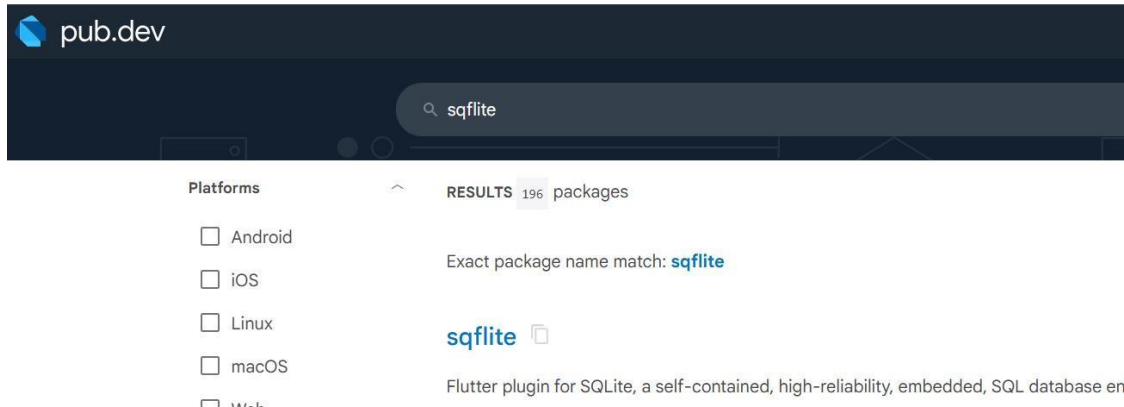 pub.dev
sqflite
Platforms
Android
iOS
Linux
macOS
RESULTS 196 packages
Exact package name match: sqflite
sqflite
Flutter plugin for SQLite, a self-contained, high-reliability, embedded, SQL database